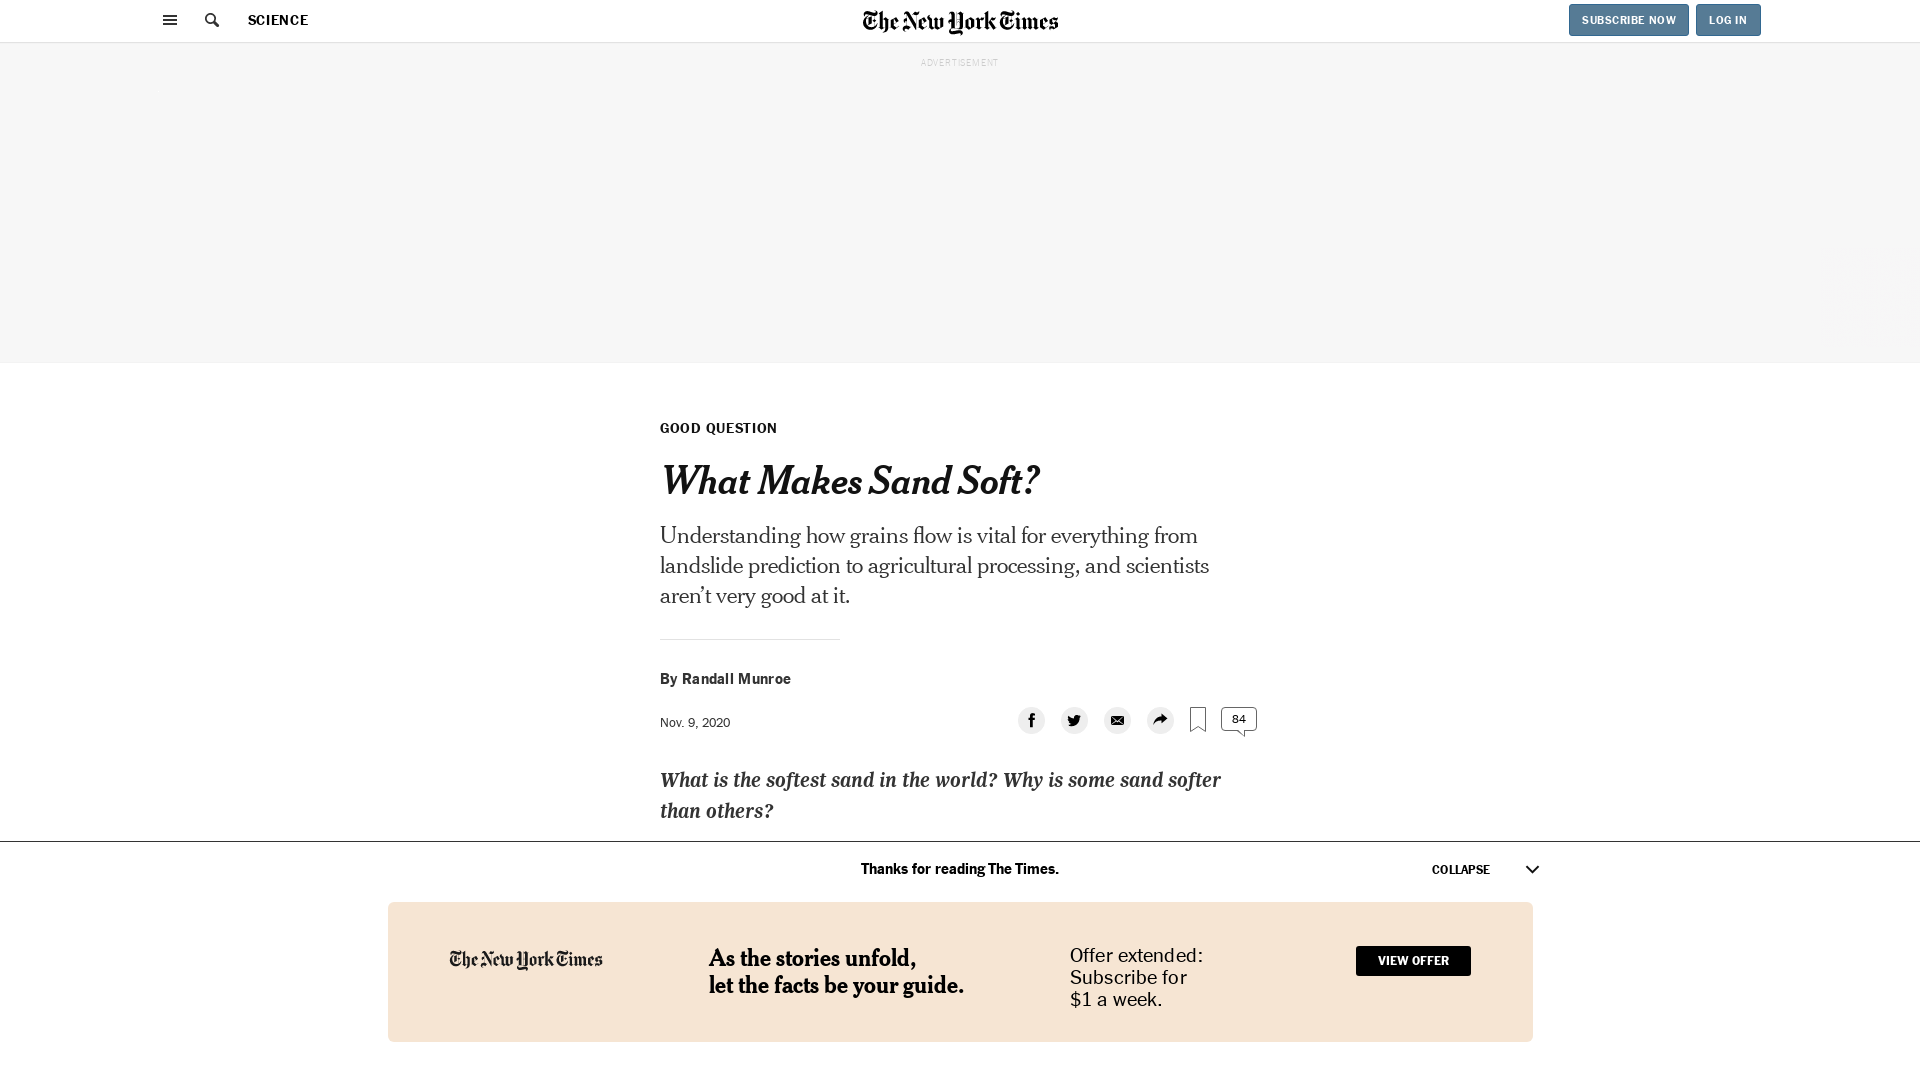 SCIENCE
The New York Times
SUBSCRIBE NOW
LOG IN
ADVERTISEMENT
GOOD QUESTION
What Makes Sand Soft?
Understanding how grains flow is vital for everything from
landslide prediction to agricultural processing, and scientists
aren’t very good at it.
By Randall Munroe
Nov. 9, 2020
84
What is the softest sand in the world? Why is some sand softer
than others?
Thanks for reading The Times.
COLLAPSE
The New York Times
As the stories unfold,
let the facts be your guide.
Offer extended:
Subscribe for
$1 a week.
VIEW OFFER